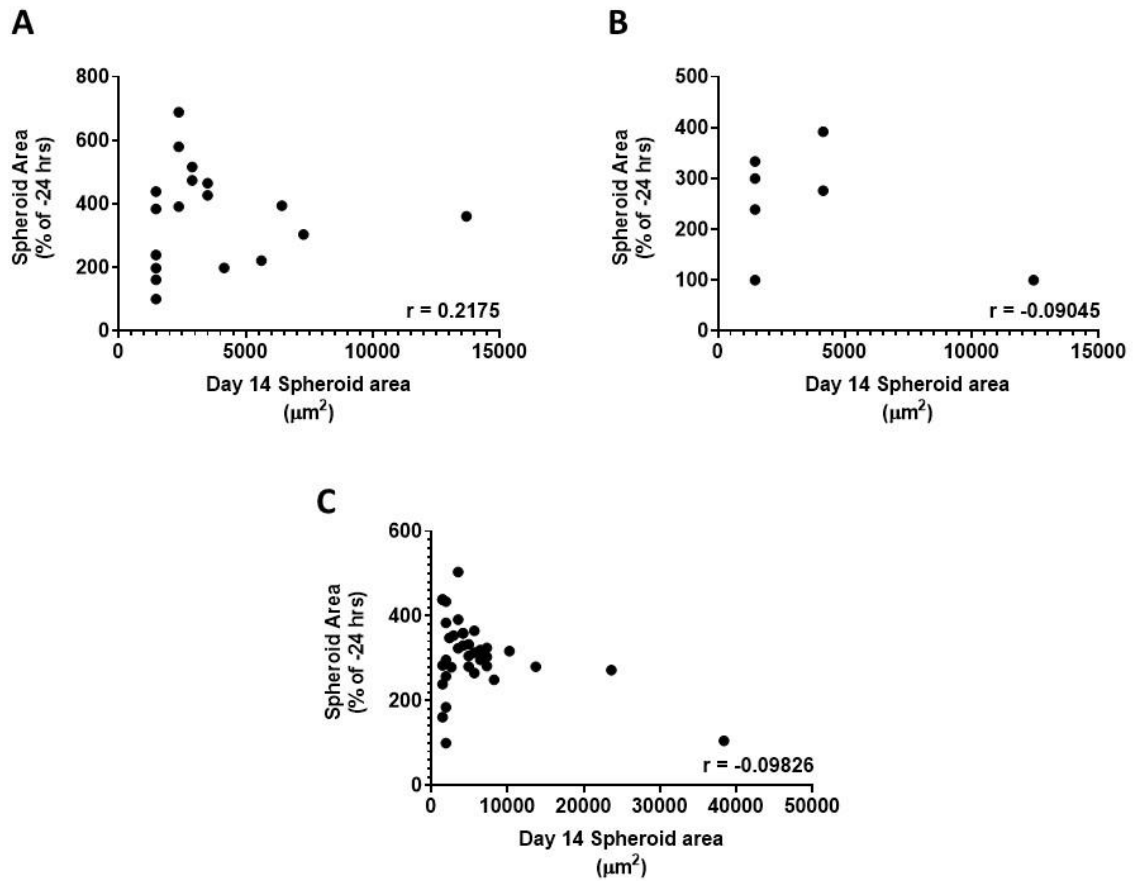 A
800
600
400
200
0
Spheroid Area
(% of -24 hrs)
r = 0.2175
0 5000 10000 15000
Day 14 Spheroid area
(μm²)
B
500
400
300
200
100
0
Spheroid Area
(% of -24 hrs)
r = -0.09045
0 5000 10000 15000
Day 14 Spheroid area
(μm²)
C
600
400
200
0
Spheroid Area
(% of -24 hrs)
r = -0.09826
0 10000 20000 30000 40000 50000
Day 14 Spheroid area
(μm²)